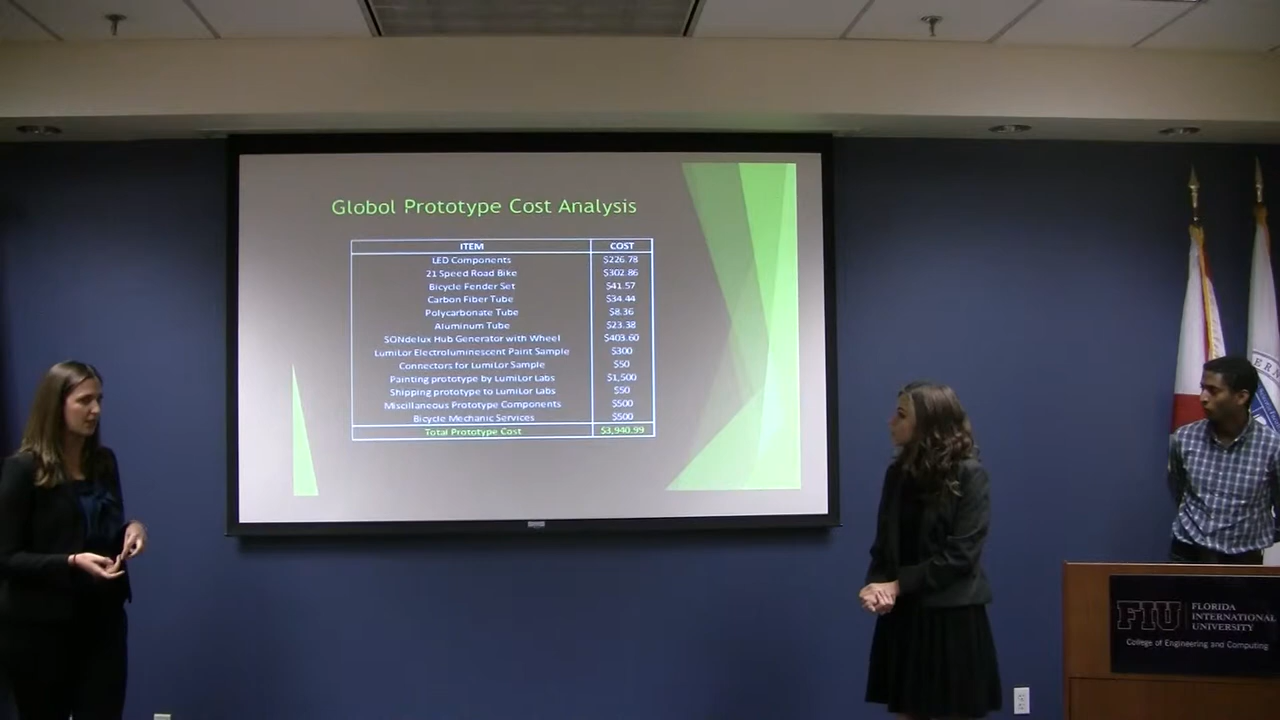 Globol Prototype Cost Analysis
ITEM COST
LED Components $226.78
21 Speed Road Bike $302.86
Bicycle Fender Set $41.57
Carbon Fiber Tube $34.44
Polycarbonate Tube $8.36
Aluminum Tube $23.38
SONdelux Hub Generator with Wheel $403.60
LumiLor Electroluminescent Paint Sample $300
Connectors for LumiLor Sample $50
Painting prototype by LumiLor Labs $1,500
Shipping prototype to LumiLor Labs $50
Miscellaneous Prototype Components $500
Bicycle Mechanic Services $500
Total Prototype Cost $3,940.99
FIU FLORIDA
INTERNATIONAL
UNIVERSITY
College of Engineering and Computing